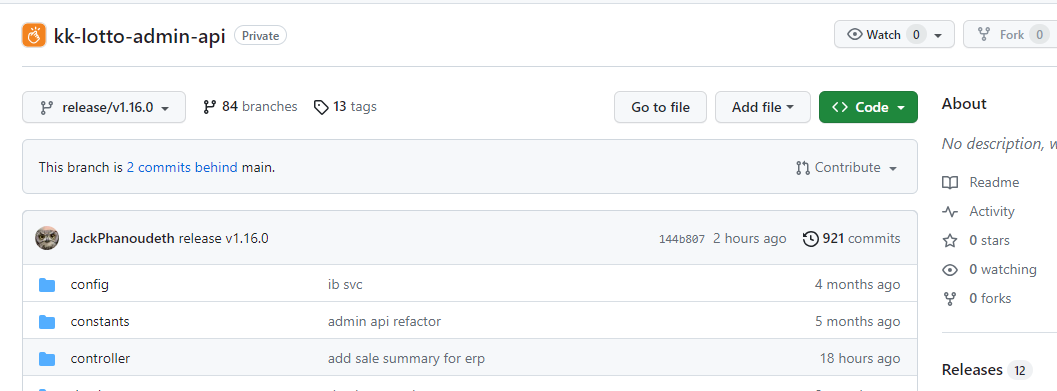 kk-lotto-admin-api Private Watch 0 Fork 0
release/v1.16.0 84 branches 13 tags Go to file Add file Code
About
No description, w
This branch is 2 commits behind main. Contribute
Readme
Activity
JackPhanoudeth release v1.16.0 144b807 2 hours ago 921 commits
0 stars
0 watching
config ib svc 4 months ago
0 forks
constants admin api refactor 5 months ago
controller add sale summary for erp 18 hours ago
Releases 12